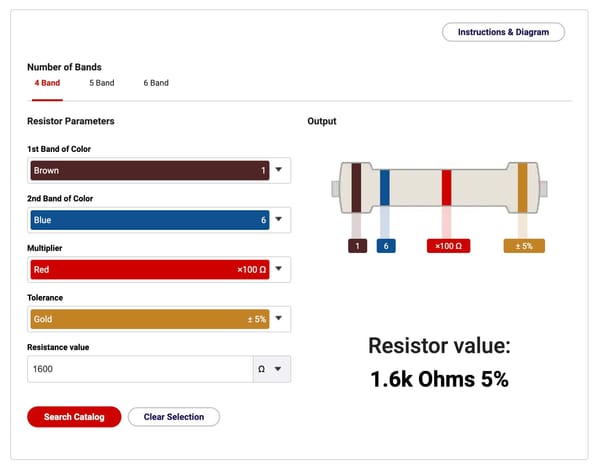 Instructions & Diagram
Number of Bands
4 Band 5 Band 6 Band
Resistor Parameters
Output
1st Band of Color
Brown 1
2nd Band of Color
Blue 6
Multiplier
Red ×100 Ω
Tolerance
Gold ± 5%
Resistance value
1600 Ω
Search Catalog Clear Selection
1 6 ×100 Ω ± 5%
Resistor value:
1.6k Ohms 5%